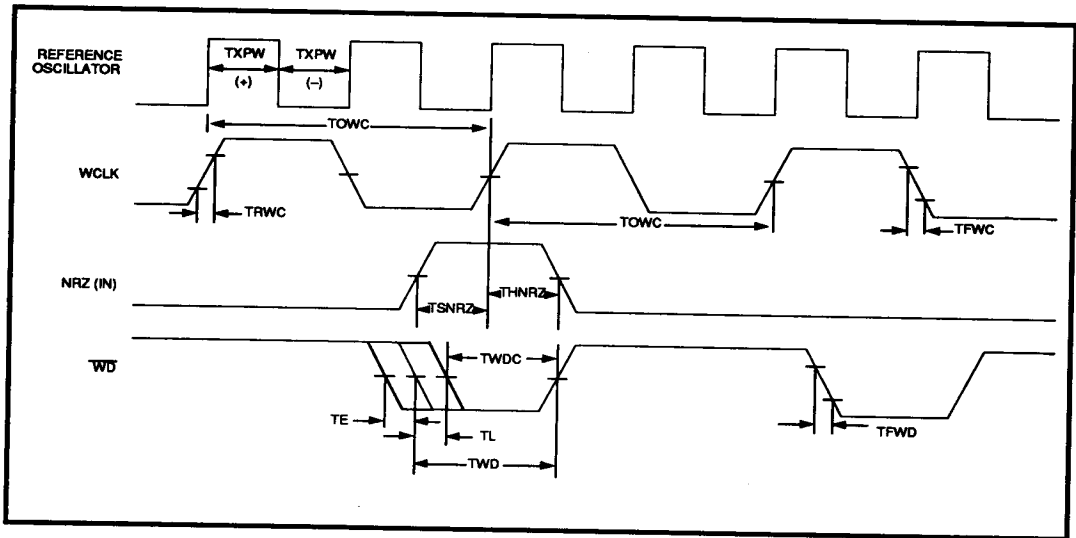 REFERENCE
OSCILLATOR
TXPW
(+)
TXPW
(–)
TOWC
WCLK
TRWC
TOWC
TFWC
NRZ (IN)
TSNRZ
THNRZ
WD
TWDC
TE
TL
TWD
TFWD